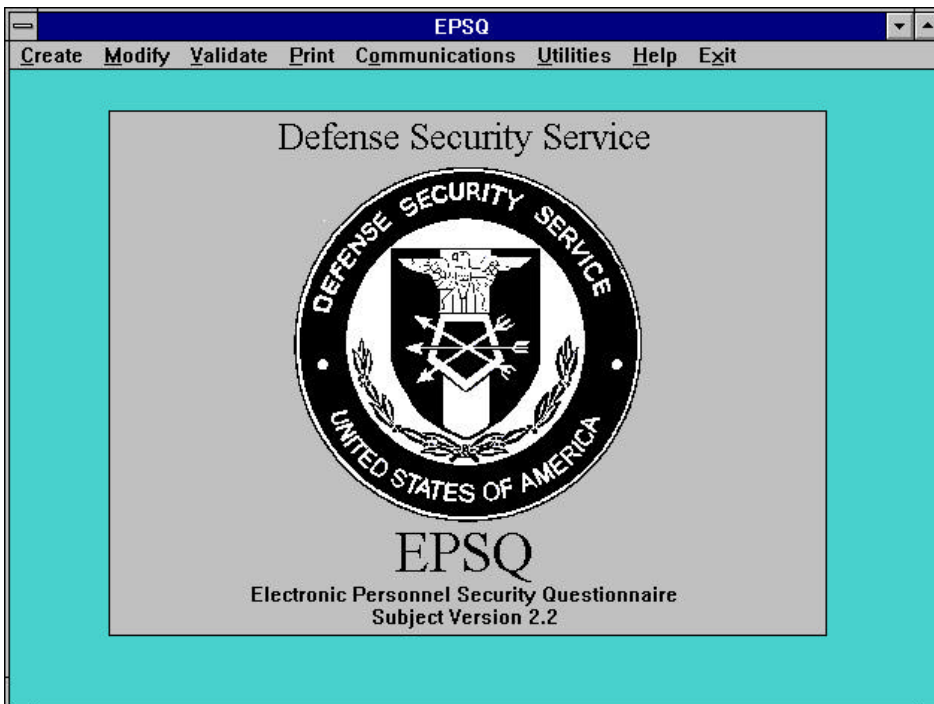 EPSQ
Create Modify Validate Print Communications Utilities Help Exit
Defense Security Service
DEFENSE SECURITY SERVICE
UNITED STATES OF AMERICA
EPSQ
Electronic Personnel Security Questionnaire
Subject Version 2.2